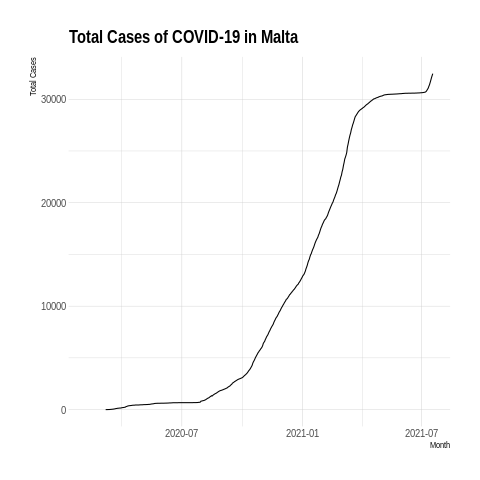 Total Cases of COVID-19 in Malta
Total Cases
30000
20000
10000
0
2020-07
2021-01
2021-07
Month